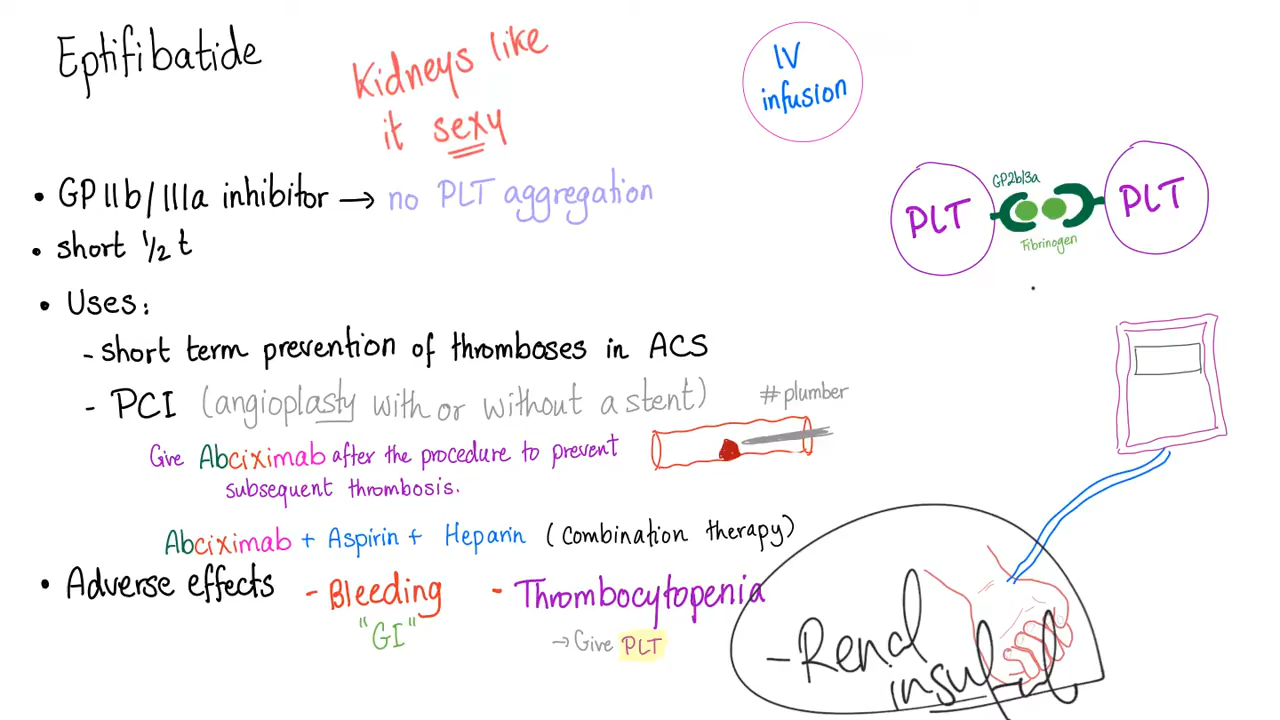 Eptifibatide
Kidneys like
it sexy
IV
infusion
• GP IIb/IIIa inhibitor → no PLT aggregation
PLT
GP2b/3a
Fibrinogen
PLT
• short 1/2 t
• Uses:
- short term prevention of thromboses in ACS
- PCI (angioplasty with or without a stent)
#plumber
Give Abciximab after the procedure to prevent
subsequent thrombosis.
Abciximab + Aspirin + Heparin (Combination therapy)
• Adverse effects - Bleeding - Thrombocytopenia
"GI"
→ Give PLT
- Renal